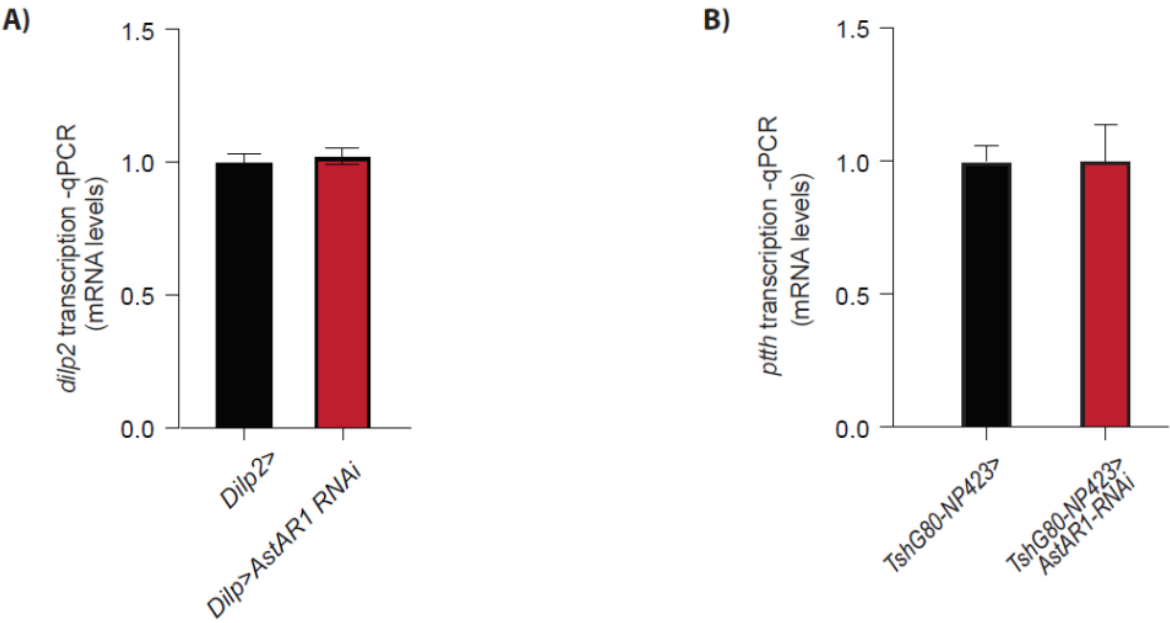 A)
dilp2 transcription -qPCR
(mRNA levels)
1.5
1.0
0.5
0.0
Dilp2>
Dilp>AstAR1 RNAi
B)
ptth transcription -qPCR
(mRNA levels)
1.5
1.0
0.5
0.0
TshG80-NP423>
TshG80-NP423>
AstAR1-RNAi